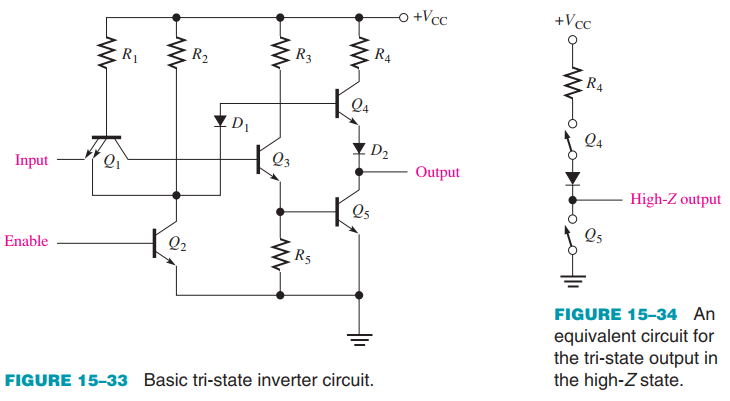 +VCC
R1
R2
R3
R4
Q4
D1
D2
Input
Q1
Q3
Output
Q5
Enable
Q2
R5
FIGURE 15–33 Basic tri-state inverter circuit.
+VCC
R4
Q4
High-Z output
Q5
FIGURE 15–34 An
equivalent circuit for
the tri-state output in
the high-Z state.